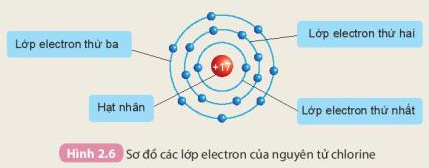 Lớp electron thứ ba
Lớp electron thứ hai
+17
Hạt nhân
Lớp electron thứ nhất
Hình 2.6 Sơ đồ các lớp electron của nguyên tử chlorine